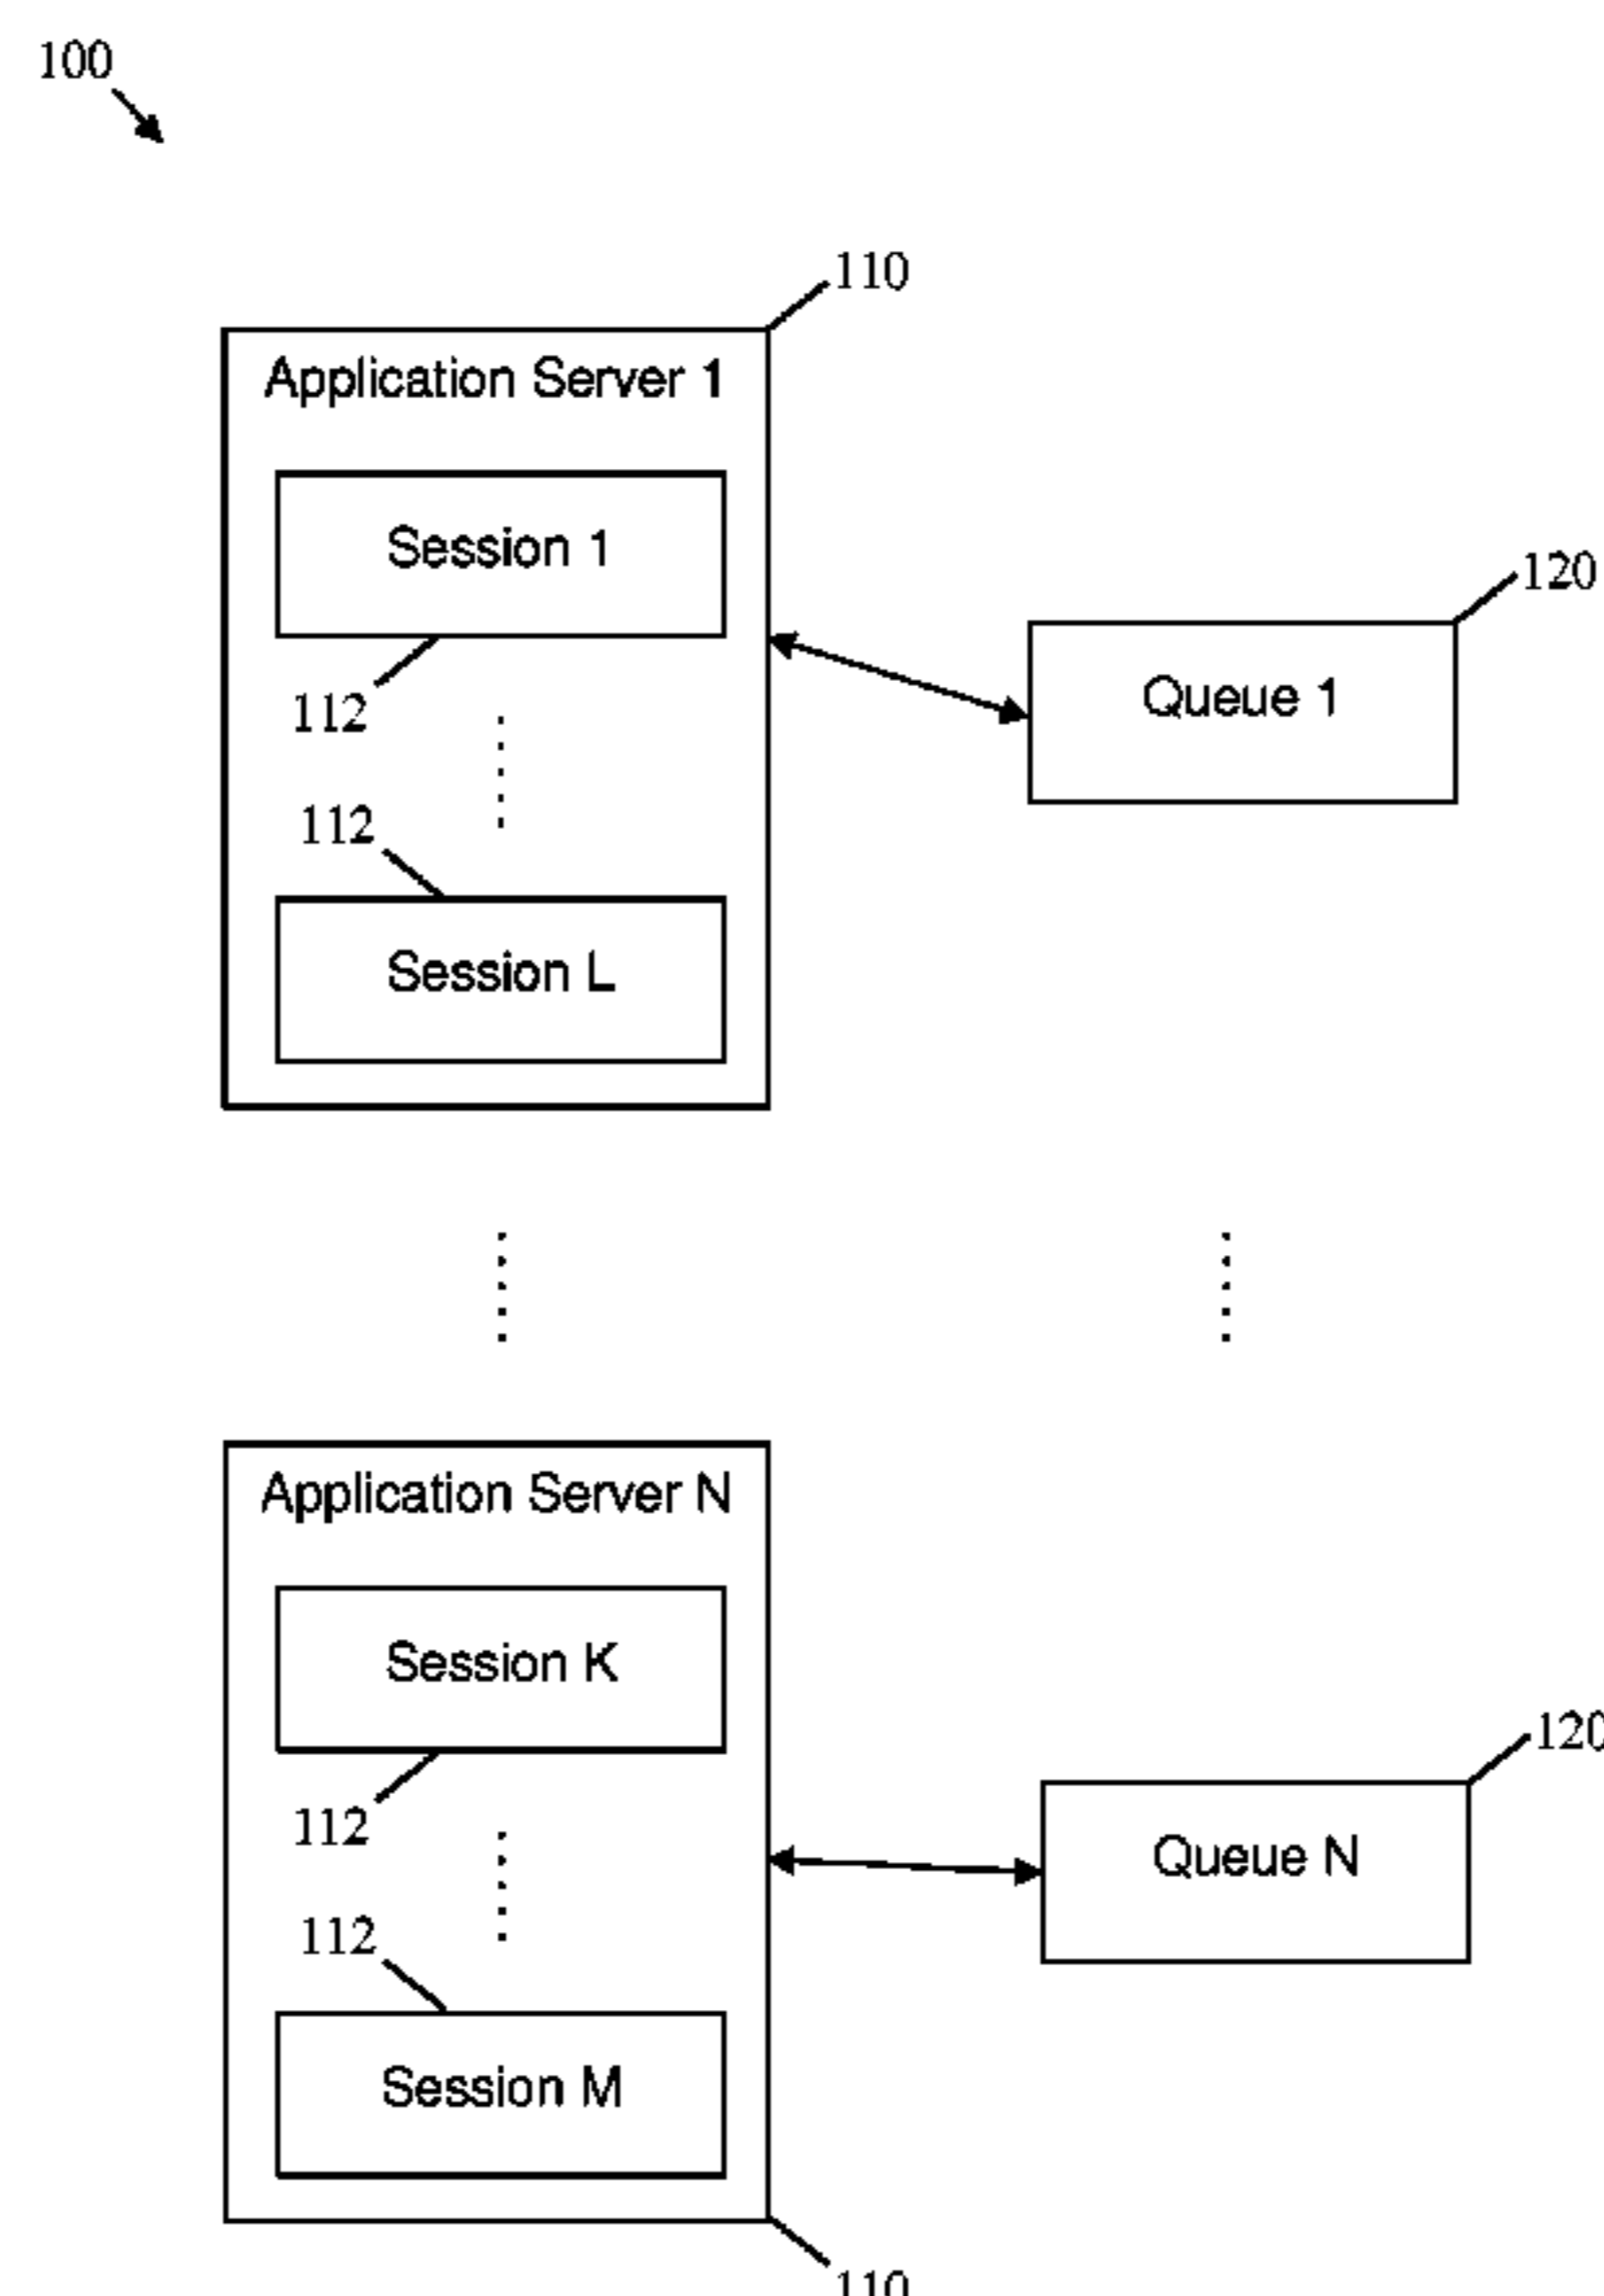 100
110
Application Server 1
Session 1
120
Queue 1
112
112
Session L
Application Server N
Session K
120
112
Queue N
112
Session M
110